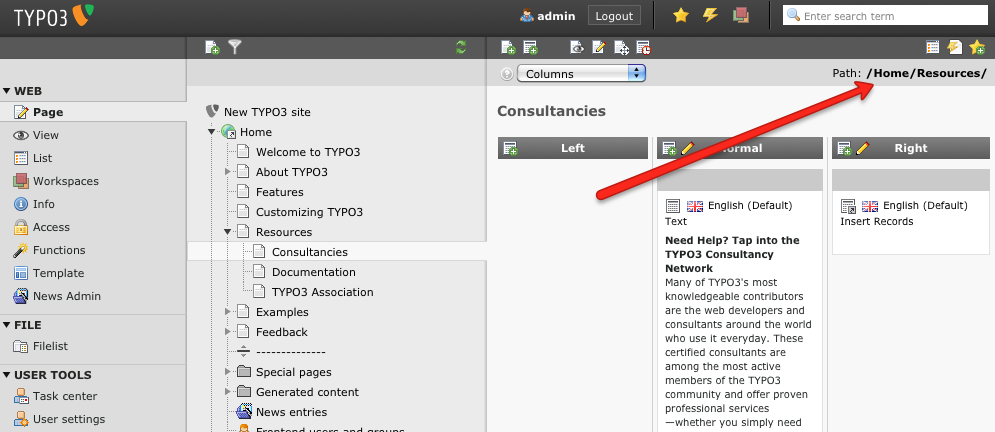 TYPO3
admin
Logout
Enter search term
Columns
Path: /Home/Resources/
WEB
Page
View
List
Workspaces
Info
Access
Functions
Template
News Admin
FILE
Filelist
USER TOOLS
Task center
User settings
New TYPO3 site
Home
Welcome to TYPO3
About TYPO3
Features
Customizing TYPO3
Resources
Consultancies
Documentation
TYPO3 Association
Examples
Feedback
--------------
Special pages
Generated content
News entries
Frontend users and groups
Consultancies
Left
Normal
Right
English (Default)
Text
Need Help? Tap into the
TYPO3 Consultancy
Network
Many of TYPO3's most
knowledgeable contributors
are the web developers and
consultants around the world
who use it everyday. These
certified consultants are
among the most active
members of the TYPO3
community and offer proven
professional services
—whether you simply need
English (Default)
Insert Records